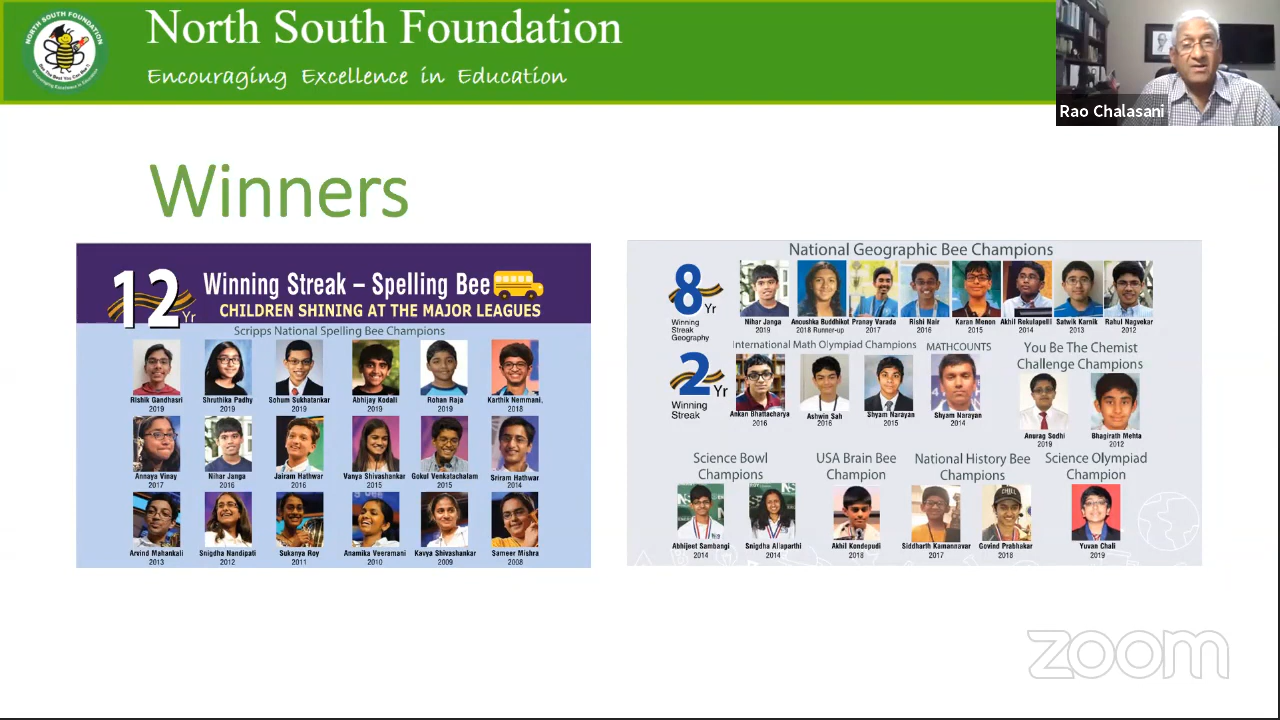 North South Foundation
Encouraging Excellence in Education
NORTH SOUTH FOUNDATION
Rao Chalasani
Winners
12 Yr Winning Streak – Spelling Bee
CHILDREN SHINING AT THE MAJOR LEAGUES
Scripps National Spelling Bee Champions
Rishik Gandhasri Shruthika Padhy Sohum Sukhatankar Abhijay Kodali Rohan Raja Karthik Nemmani.
2019 2019 2019 2019 2019 2018
Annaya Vinay Nihar Janga Jairam Hathwar Vanya Shivashankar Gokul Venkatachalam Sriram Hathwar
2017 2016 2016 2015 2015 2014
Arvind Mahankali Snigdha Nandipati Sukanya Roy Anamika Veeramani Kavya Shivashankar Sameer Mishra
2013 2012 2011 2010 2009 2008
National Geographic Bee Champions
8 Yr
Winning
Streak
Geography
Nihar Janga Anoushka Buddhikot Pranay Varada Rishi Nair Karan Menon Akhil Rekulapelli Satwik Karnik Rahul Nagvekar
2019 2018 Runner-up 2017 2016 2015 2014 2013 2012
International Math Olympiad Champions
2 Yr
Winning
Streak
Ankan Bhattacharya Ashwin Sah Shyam Narayan
2016 2016 2015
MATHCOUNTS
Shyam Narayan
2014
You Be The Chemist
Challenge Champions
Anurag Sodhi Bhagirath Mehta
2019 2012
Science Bowl
Champions
Abhijeet Sambangi Snigdha Allaparthi
2014 2014
USA Brain Bee
Champion
Akhil Kondepudi
2018
National History Bee
Champions
Siddharth Kamannavar Govind Prabhakar
2017 2018
Science Olympiad
Champion
Yuvan Chali
2019
zoom